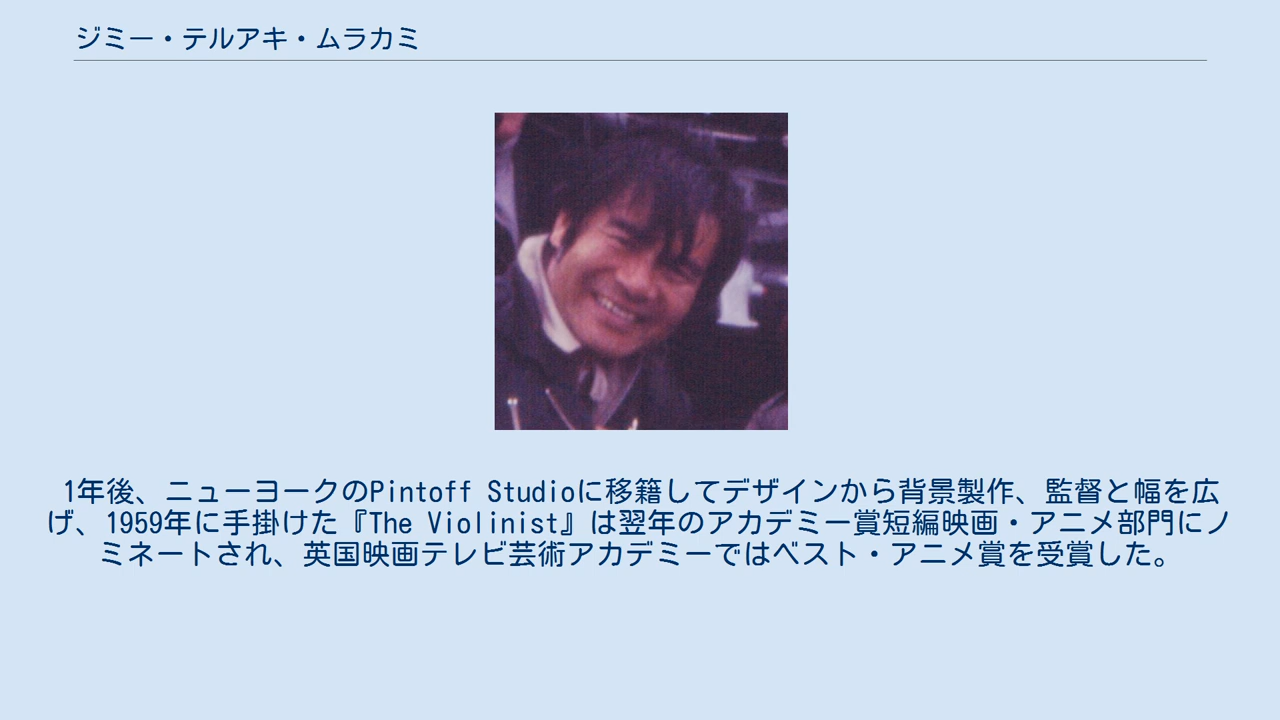 ジミー・テルアキ・ムラカミ
1年後、ニューヨークのPintoff Studioに移籍してデザインから背景製作、監督と幅を広
げ、1959年に手掛けた『The Violinist』は翌年のアカデミー賞短編映画・アニメ部門にノ
ミネートされ、英国映画テレビ芸術アカデミーではベスト・アニメ賞を受賞した。